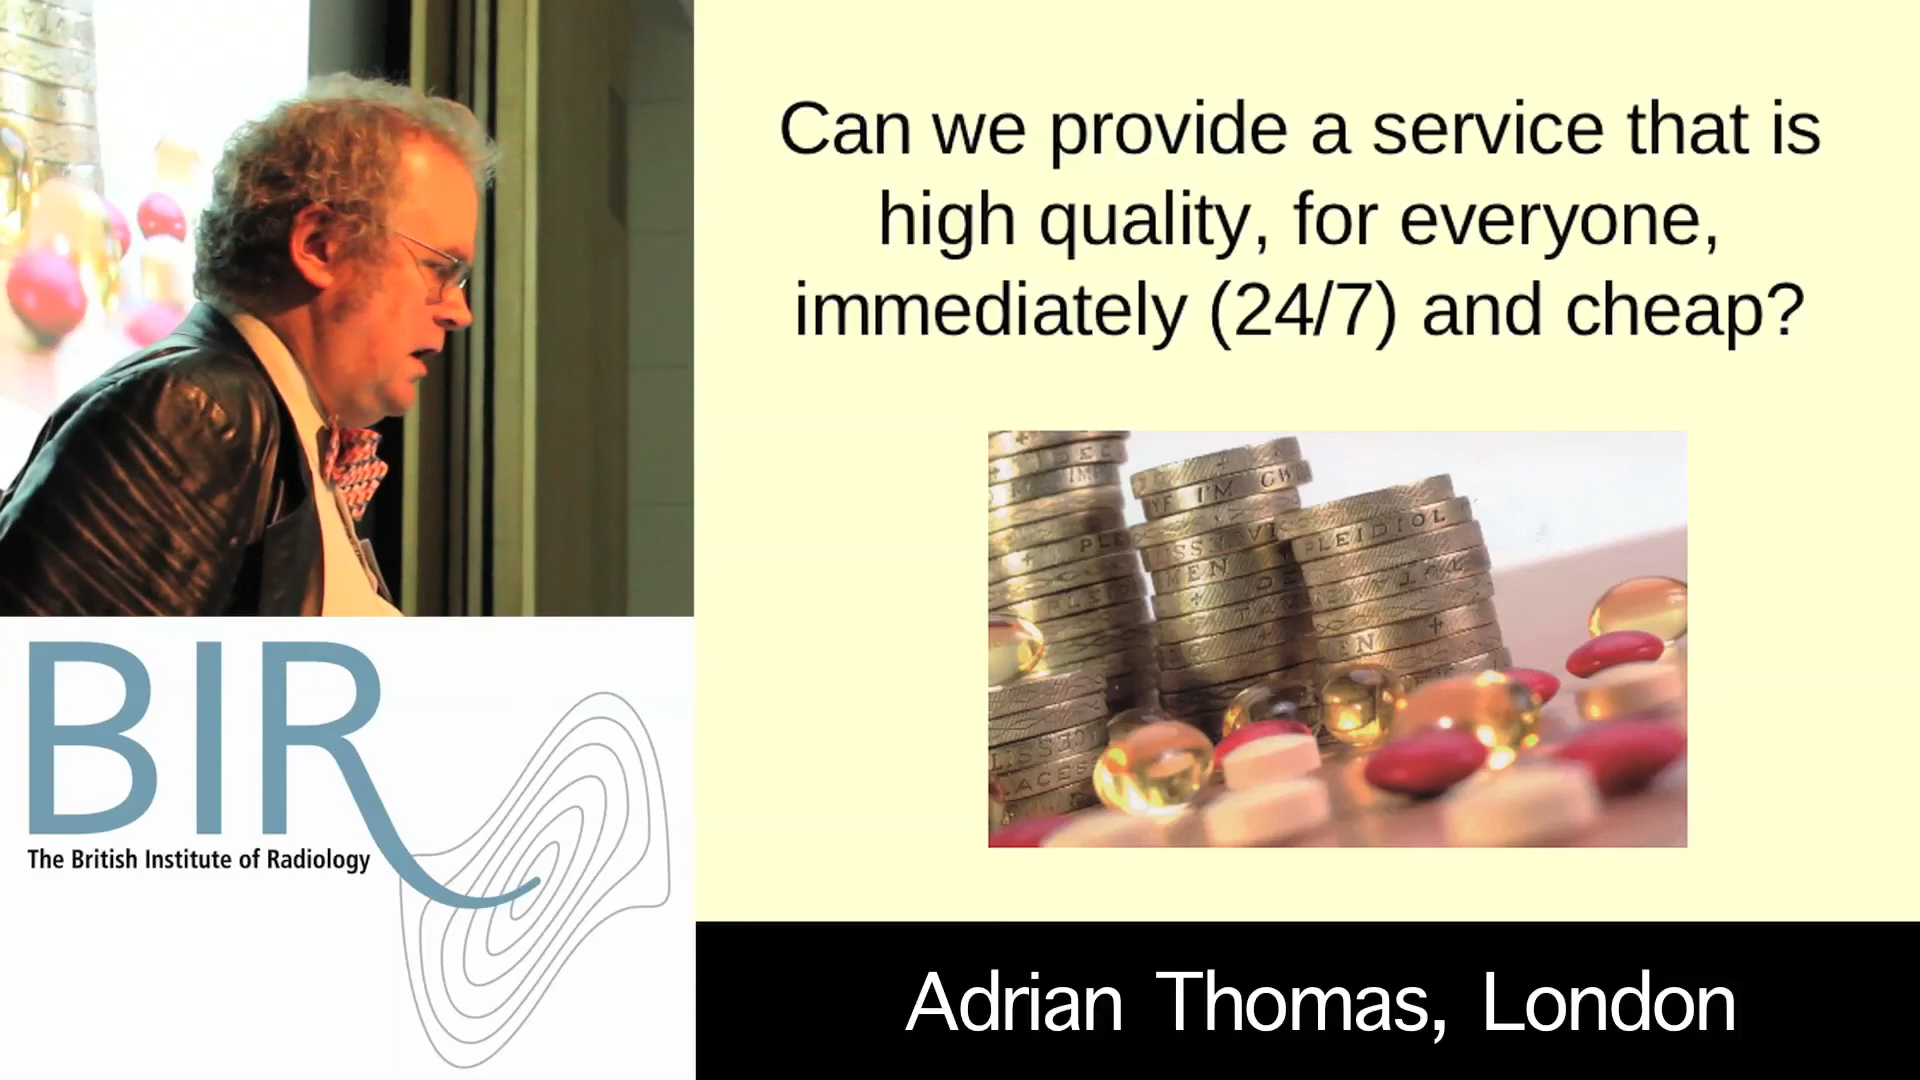 Can we provide a service that is
high quality, for everyone,
immediately (24/7) and cheap?
BIR
The British Institute of Radiology
Adrian Thomas, London
PLEIDIOL